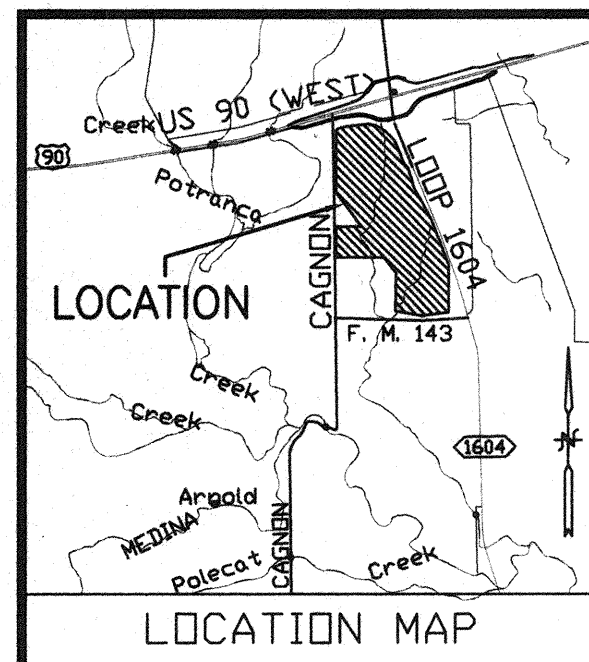 US 90 (WEST)
Creek
90
Potranca
LOOP 1604
CAGNON
LOCATION
F. M. 143
Creek
Creek
1604
N
Arnold
MEDINA
CAGNON
Polecat
Creek
LOCATION MAP